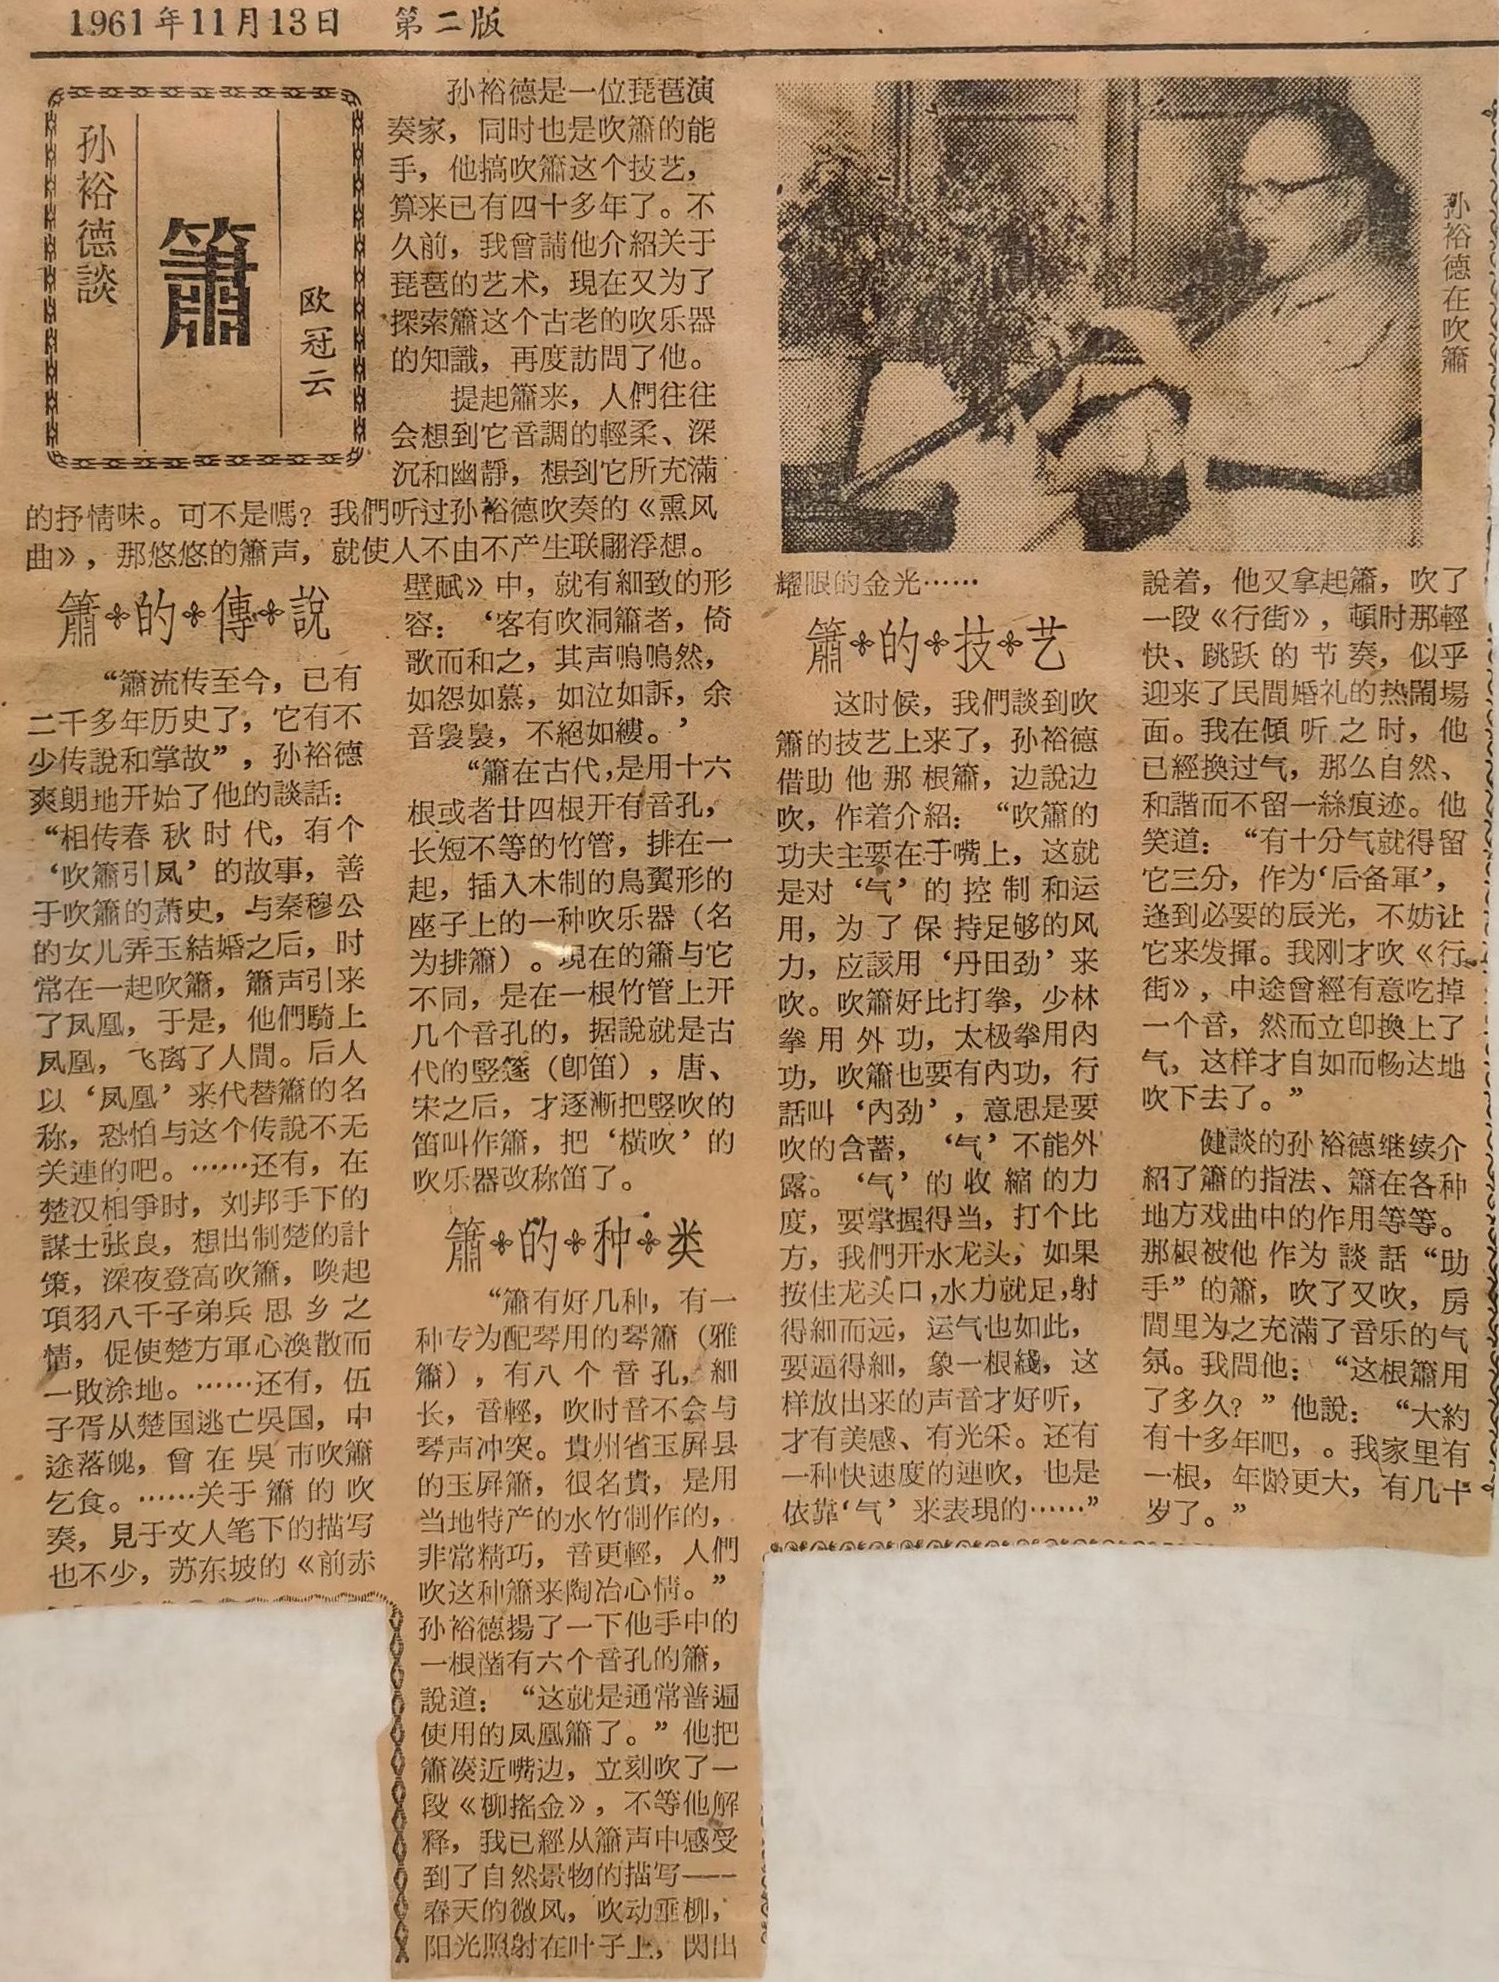 1961年11月13日　第二版
孙裕德談
簫
欧冠云
孙裕德是一位琵琶演
奏家，同时也是吹簫的能
手，他搞吹簫这个技艺，
算来已有四十多年了。不
久前，我曾請他介紹关于
琵琶的艺术，現在又为了
探索簫这个古老的吹乐器
的知識，再度訪問了他。
提起簫来，人們往往
会想到它音調的輕柔、深
沉和幽靜，想到它所充滿
的抒情味。可不是嗎？我們听过孙裕德吹奏的《熏风
曲》，那悠悠的簫声，就使人不由不产生联翩浮想。
簫的傳說
“簫流传至今，已有
二千多年历史了，它有不
少传說和掌故”，孙裕德
爽朗地开始了他的談話：
“相传春秋时代，有个
‘吹簫引凤’的故事，善
于吹簫的萧史，与秦穆公
的女儿弄玉結婚之后，时
常在一起吹簫，簫声引来
了凤凰，于是，他們騎上
凤凰，飞离了人間。后人
以‘凤凰’来代替簫的名
称，恐怕与这个传說不无
关連的吧。……还有，在
楚汉相爭时，刘邦手下的
謀士张良，想出制楚的計
策，深夜登高吹簫，喚起
項羽八千子弟兵思乡之
情，促使楚方軍心渙散而
一敗涂地。……还有，伍
子胥从楚国逃亡吳国，中
途落魄，曾在吳市吹簫
乞食。……关于簫的吹
奏，見于文人笔下的描写
也不少，苏东坡的《前赤
壁賦》中，就有細致的形
容：‘客有吹洞簫者，倚
歌而和之，其声嗚嗚然，
如怨如慕，如泣如訴，余
音裊裊，不絕如縷。’
“簫在古代，是用十六
根或者廿四根开有音孔，
长短不等的竹管，排在一
起，插入木制的鳥翼形的
座子上的一种吹乐器（名
为排簫）。現在的簫与它
不同，是在一根竹管上开
几个音孔的，据說就是古
代的竪篴（卽笛），唐、
宋之后，才逐漸把竪吹的
笛叫作簫，把‘橫吹’的
吹乐器改称笛了。
簫的种类
“簫有好几种，有一
种专为配琴用的琴簫（雅
簫），有八个音孔，細
长，音輕，吹时音不会与
琴声冲突。貴州省玉屛县
的玉屛簫，很名貴，是用
当地特产的水竹制作的，
非常精巧，音更輕，人們
吹这种簫来陶冶心情。”
孙裕德揚了一下他手中的
一根凿有六个音孔的簫，
說道：“这就是通常普遍
使用的凤凰簫了。”他把
簫湊近嘴边，立刻吹了一
段《柳搖金》，不等他解
释，我已經从簫声中感受
到了自然景物的描写——
春天的微风，吹动垂柳，
阳光照射在叶子上，閃出
孙裕德在吹簫
耀眼的金光……
簫的技艺
这时候，我們談到吹
簫的技艺上来了，孙裕德
借助他那根簫，边說边
吹，作着介紹：“吹簫的
功夫主要在于嘴上，这就
是对‘气’的控制和运
用，为了保持足够的风
力，应該用‘丹田劲’来
吹。吹簫好比打拳，少林
拳用外功，太极拳用內
功，吹簫也要有內功，行
話叫‘內劲’，意思是要
吹的含蓄，‘气’不能外
露。‘气’的收縮的力
度，要掌握得当，打个比
方，我們开水龙头，如果
按住龙头口，水力就足，射
得細而远，运气也如此，
要逼得細，象一根綫，这
样放出来的声音才好听，
才有美感、有光采。还有
一种快速度的連吹，也是
依靠‘气’来表現的……”
說着，他又拿起簫，吹了
一段《行街》，頓时那輕
快、跳跃的节奏，似乎
迎来了民間婚礼的热鬧場
面。我在傾听之时，他
已經換过气，那么自然、
和諧而不留一絲痕迹。他
笑道：“有十分气就得留
它三分，作为‘后备軍’，
逢到必要的辰光，不妨让
它来发揮。我刚才吹《行
街》，中途曾經有意吃掉
一个音，然而立卽換上了
气，这样才自如而畅达地
吹下去了。”
健談的孙裕德继续介
紹了簫的指法、簫在各种
地方戏曲中的作用等等。
那根被他作为談話“助
手”的簫，吹了又吹，房
間里为之充滿了音乐的气
氛。我問他：“这根簫用
了多久？”他說：“大約
有十多年吧，。我家里有
一根，年龄更大，有几十
岁了。”